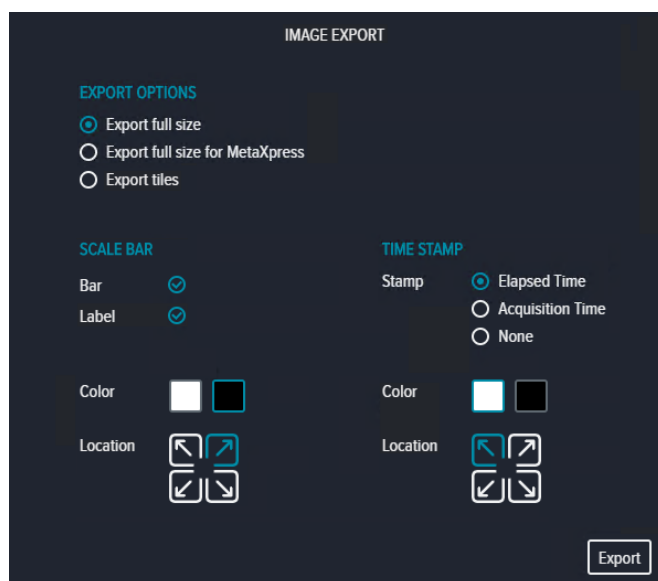 IMAGE EXPORT
EXPORT OPTIONS
Export full size
Export full size for MetaXpress
Export tiles
SCALE BAR
Bar
Label
Color
Location
TIME STAMP
Stamp
Elapsed Time
Acquisition Time
None
Color
Location
Export